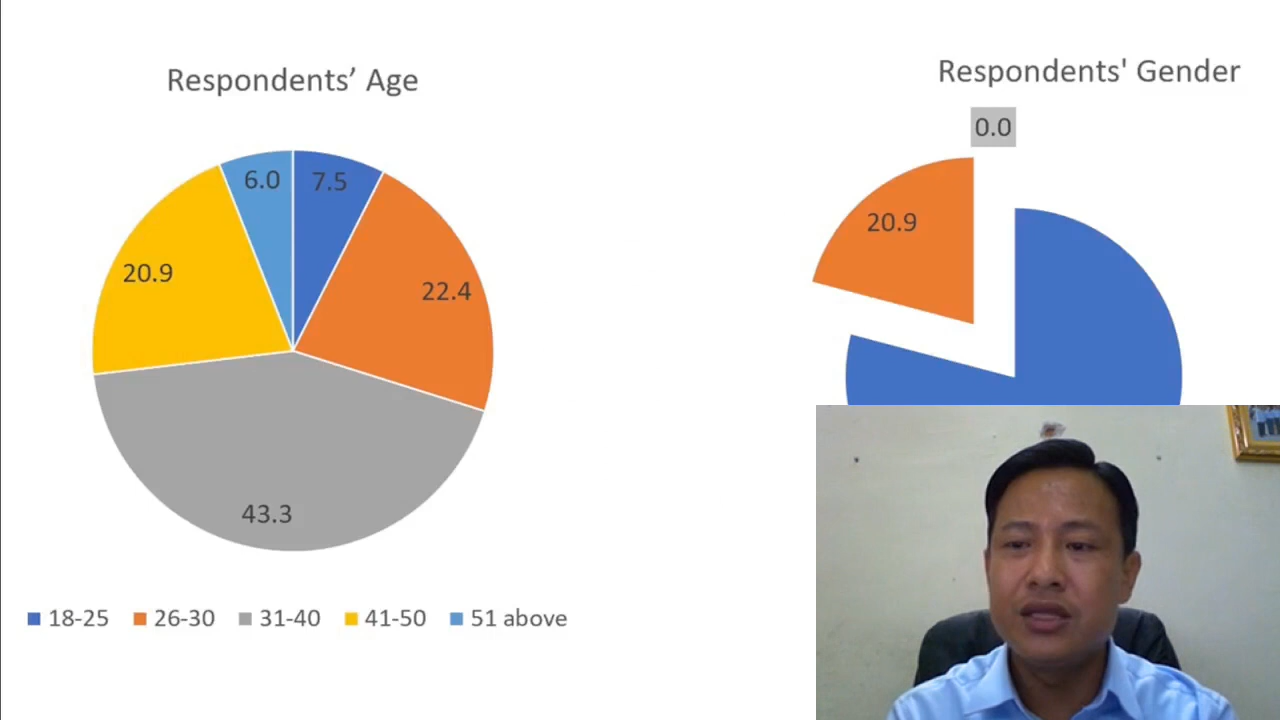 Respondents’ Age
6.0
7.5
20.9
22.4
43.3
18-25 26-30 31-40 41-50 51 above
Respondents' Gender
0.0
20.9